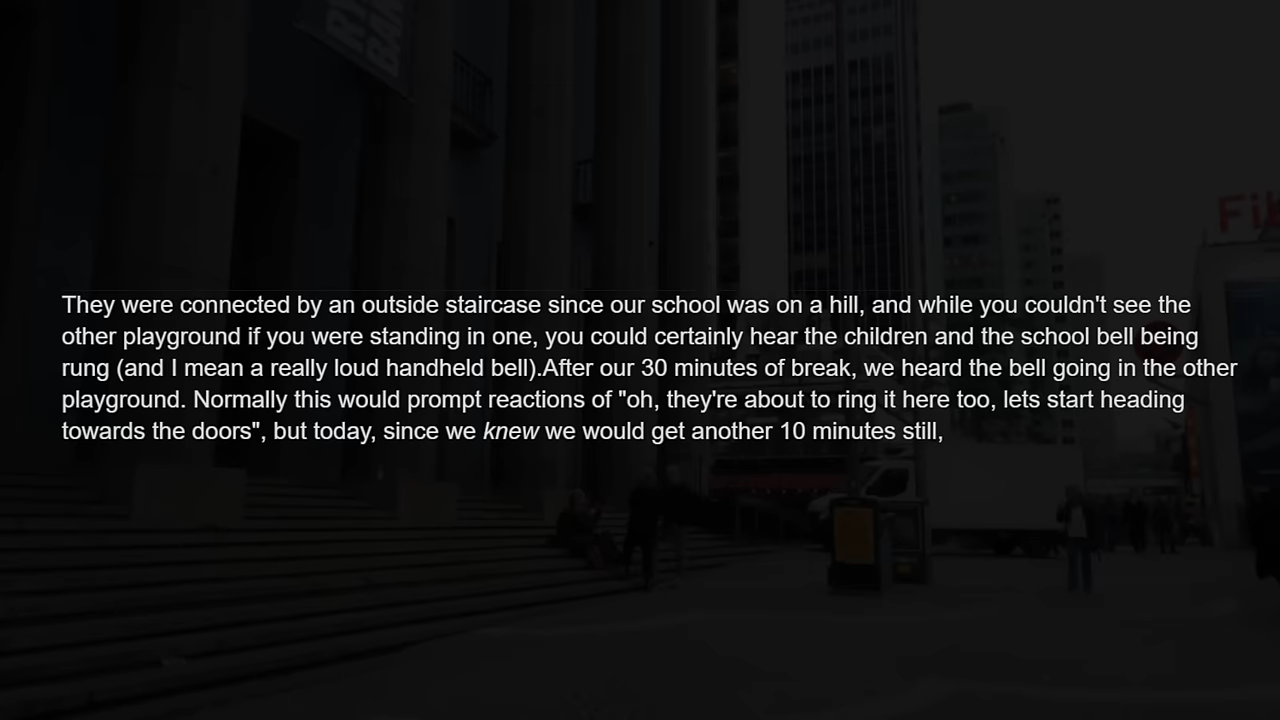 They were connected by an outside staircase since our school was on a hill, and while you couldn't see the
other playground if you were standing in one, you could certainly hear the children and the school bell being
rung (and I mean a really loud handheld bell).After our 30 minutes of break, we heard the bell going in the other
playground. Normally this would prompt reactions of "oh, they're about to ring it here too, lets start heading
towards the doors", but today, since we knew we would get another 10 minutes still,